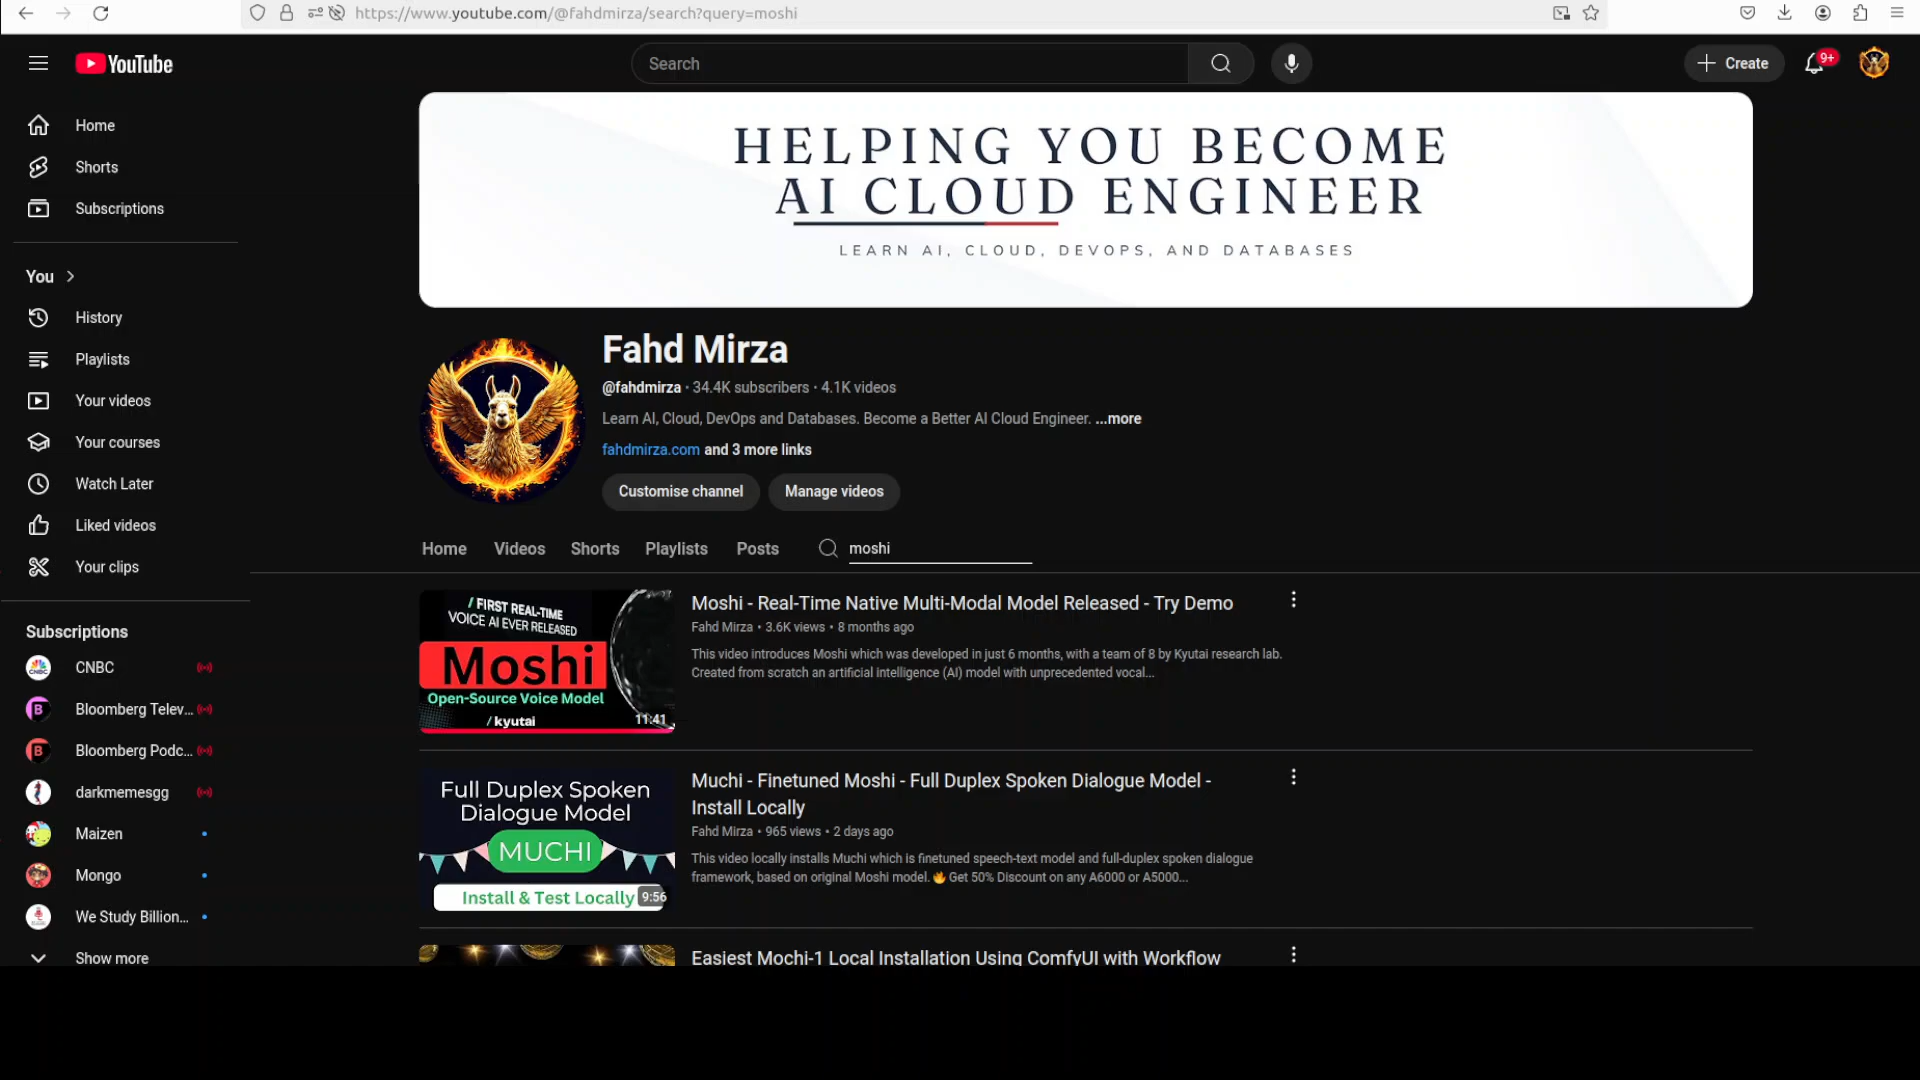 https://www.youtube.com/@fahdmirza/search?query=moshi
YouTube
Search
Create
9+
Home
Shorts
Subscriptions
You
History
Playlists
Your videos
Your courses
Watch Later
Liked videos
Your clips
Subscriptions
CNBC
Bloomberg Telev...
Bloomberg Podc...
darkmemesgg
Maizen
Mongo
We Study Billion...
Show more
HELPING YOU BECOME
AI CLOUD ENGINEER
LEARN AI, CLOUD, DEVOPS, AND DATABASES
Fahd Mirza
@fahdmirza • 34.4K subscribers • 4.1K videos
Learn AI, Cloud, DevOps and Databases. Become a Better AI Cloud Engineer. ...more
fahdmirza.com and 3 more links
Customise channel
Manage videos
Home Videos Shorts Playlists Posts moshi
/ FIRST REAL-TIME
VOICE AI EVER RELEASED
Moshi
Open-Source Voice Model
/ kyutai
11:41
Moshi - Real-Time Native Multi-Modal Model Released - Try Demo
Fahd Mirza • 3.6K views • 8 months ago
This video introduces Moshi which was developed in just 6 months, with a team of 8 by Kyutai research lab.
Created from scratch an artificial intelligence (AI) model with unprecedented vocal...
Full Duplex Spoken
Dialogue Model
MUCHI
Install & Test Locally
9:56
Muchi - Finetuned Moshi - Full Duplex Spoken Dialogue Model -
Install Locally
Fahd Mirza • 965 views • 2 days ago
This video locally installs Muchi which is finetuned speech-text model and full-duplex spoken dialogue
framework, based on original Moshi model. 🔥 Get 50% Discount on any A6000 or A5000...
Easiest Mochi-1 Local Installation Using ComfyUI with Workflow